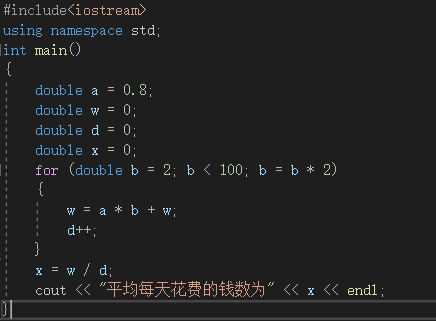 #include<iostream>
using namespace std;
int main()
{
double a = 0.8;
double w = 0;
double d = 0;
double x = 0;
for (double b = 2; b < 100; b = b * 2)
{
w = a * b + w;
d++;
}
x = w / d;
cout << "平均每天花费的钱数为" << x << endl;
}